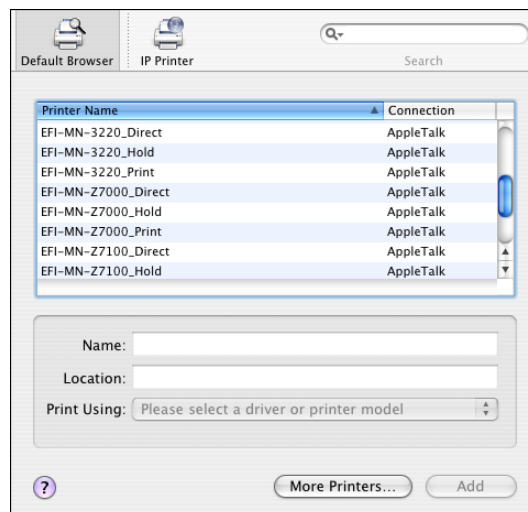 Default Browser IP Printer Search
Printer Name Connection
EFI-MN-3220_Direct AppleTalk
EFI-MN-3220_Hold AppleTalk
EFI-MN-3220_Print AppleTalk
EFI-MN-Z7000_Direct AppleTalk
EFI-MN-Z7000_Hold AppleTalk
EFI-MN-Z7000_Print AppleTalk
EFI-MN-Z7100_Direct AppleTalk
EFI-MN-Z7100_Hold AppleTalk
Name:
Location:
Print Using: Please select a driver or printer model
? More Printers... Add